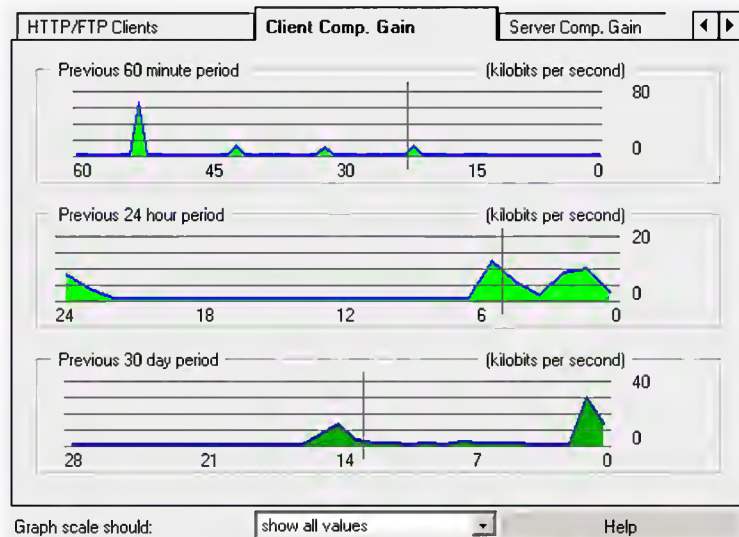 HTTP/FTP Clients Client Comp. Gain Server Comp. Gain
Previous 60 minute period (kilobits per second)
80
0
60 45 30 15 0
Previous 24 hour period (kilobits per second)
20
0
24 18 12 6 0
Previous 30 day period (kilobits per second)
40
0
28 21 14 7 0
Graph scale should: show all values Help